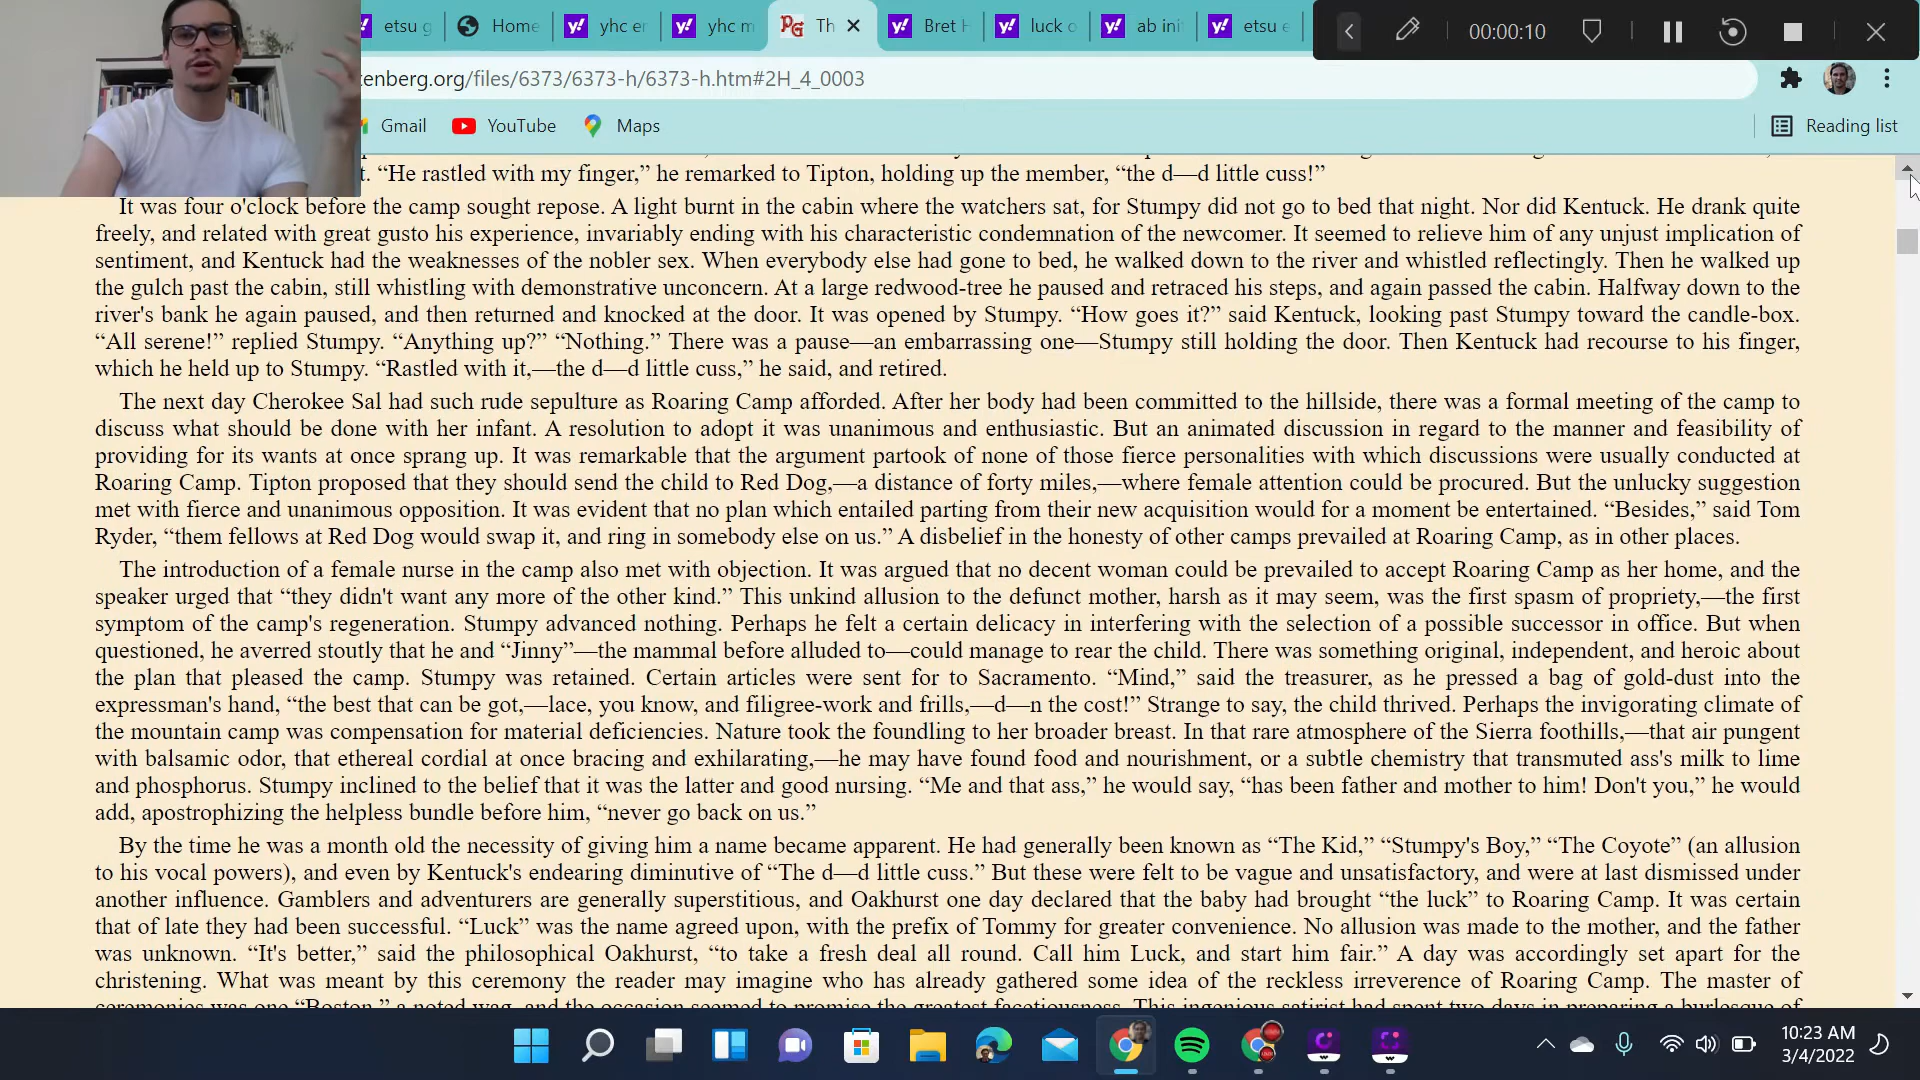 etsu g
Home
yhc er
yhc m
Th
Bret H
luck o
ab init
etsu e
00:00:10
tenberg.org/files/6373/6373-h/6373-h.htm#2H_4_0003
Gmail
YouTube
Maps
Reading list
t. “He rastled with my finger,” he remarked to Tipton, holding up the member, “the d—d little cuss!”
It was four o'clock before the camp sought repose. A light burnt in the cabin where the watchers sat, for Stumpy did not go to bed that night. Nor did Kentuck. He drank quite
freely, and related with great gusto his experience, invariably ending with his characteristic condemnation of the newcomer. It seemed to relieve him of any unjust implication of
sentiment, and Kentuck had the weaknesses of the nobler sex. When everybody else had gone to bed, he walked down to the river and whistled reflectingly. Then he walked up
the gulch past the cabin, still whistling with demonstrative unconcern. At a large redwood-tree he paused and retraced his steps, and again passed the cabin. Halfway down to the
river's bank he again paused, and then returned and knocked at the door. It was opened by Stumpy. “How goes it?” said Kentuck, looking past Stumpy toward the candle-box.
“All serene!” replied Stumpy. “Anything up?” “Nothing.” There was a pause—an embarrassing one—Stumpy still holding the door. Then Kentuck had recourse to his finger,
which he held up to Stumpy. “Rastled with it,—the d—d little cuss,” he said, and retired.
The next day Cherokee Sal had such rude sepulture as Roaring Camp afforded. After her body had been committed to the hillside, there was a formal meeting of the camp to
discuss what should be done with her infant. A resolution to adopt it was unanimous and enthusiastic. But an animated discussion in regard to the manner and feasibility of
providing for its wants at once sprang up. It was remarkable that the argument partook of none of those fierce personalities with which discussions were usually conducted at
Roaring Camp. Tipton proposed that they should send the child to Red Dog,—a distance of forty miles,—where female attention could be procured. But the unlucky suggestion
met with fierce and unanimous opposition. It was evident that no plan which entailed parting from their new acquisition would for a moment be entertained. “Besides,” said Tom
Ryder, “them fellows at Red Dog would swap it, and ring in somebody else on us.” A disbelief in the honesty of other camps prevailed at Roaring Camp, as in other places.
The introduction of a female nurse in the camp also met with objection. It was argued that no decent woman could be prevailed to accept Roaring Camp as her home, and the
speaker urged that “they didn't want any more of the other kind.” This unkind allusion to the defunct mother, harsh as it may seem, was the first spasm of propriety,—the first
symptom of the camp's regeneration. Stumpy advanced nothing. Perhaps he felt a certain delicacy in interfering with the selection of a possible successor in office. But when
questioned, he averred stoutly that he and “Jinny”—the mammal before alluded to—could manage to rear the child. There was something original, independent, and heroic about
the plan that pleased the camp. Stumpy was retained. Certain articles were sent for to Sacramento. “Mind,” said the treasurer, as he pressed a bag of gold-dust into the
expressman's hand, “the best that can be got,—lace, you know, and filigree-work and frills,—d—n the cost!” Strange to say, the child thrived. Perhaps the invigorating climate of
the mountain camp was compensation for material deficiencies. Nature took the foundling to her broader breast. In that rare atmosphere of the Sierra foothills,—that air pungent
with balsamic odor, that ethereal cordial at once bracing and exhilarating,—he may have found food and nourishment, or a subtle chemistry that transmuted ass's milk to lime
and phosphorus. Stumpy inclined to the belief that it was the latter and good nursing. “Me and that ass,” he would say, “has been father and mother to him! Don't you,” he would
add, apostrophizing the helpless bundle before him, “never go back on us.”
By the time he was a month old the necessity of giving him a name became apparent. He had generally been known as “The Kid,” “Stumpy's Boy,” “The Coyote” (an allusion
to his vocal powers), and even by Kentuck's endearing diminutive of “The d—d little cuss.” But these were felt to be vague and unsatisfactory, and were at last dismissed under
another influence. Gamblers and adventurers are generally superstitious, and Oakhurst one day declared that the baby had brought “the luck” to Roaring Camp. It was certain
that of late they had been successful. “Luck” was the name agreed upon, with the prefix of Tommy for greater convenience. No allusion was made to the mother, and the father
was unknown. “It's better,” said the philosophical Oakhurst, “to take a fresh deal all round. Call him Luck, and start him fair.” A day was accordingly set apart for the
christening. What was meant by this ceremony the reader may imagine who has already gathered some idea of the reckless irreverence of Roaring Camp. The master of
ceremonies was one “Boston,” a noted wag, and the occasion seemed to promise the greatest facetiousness. This ingenious satirist had spent two days in preparing a burlesque of
10:23 AM
3/4/2022